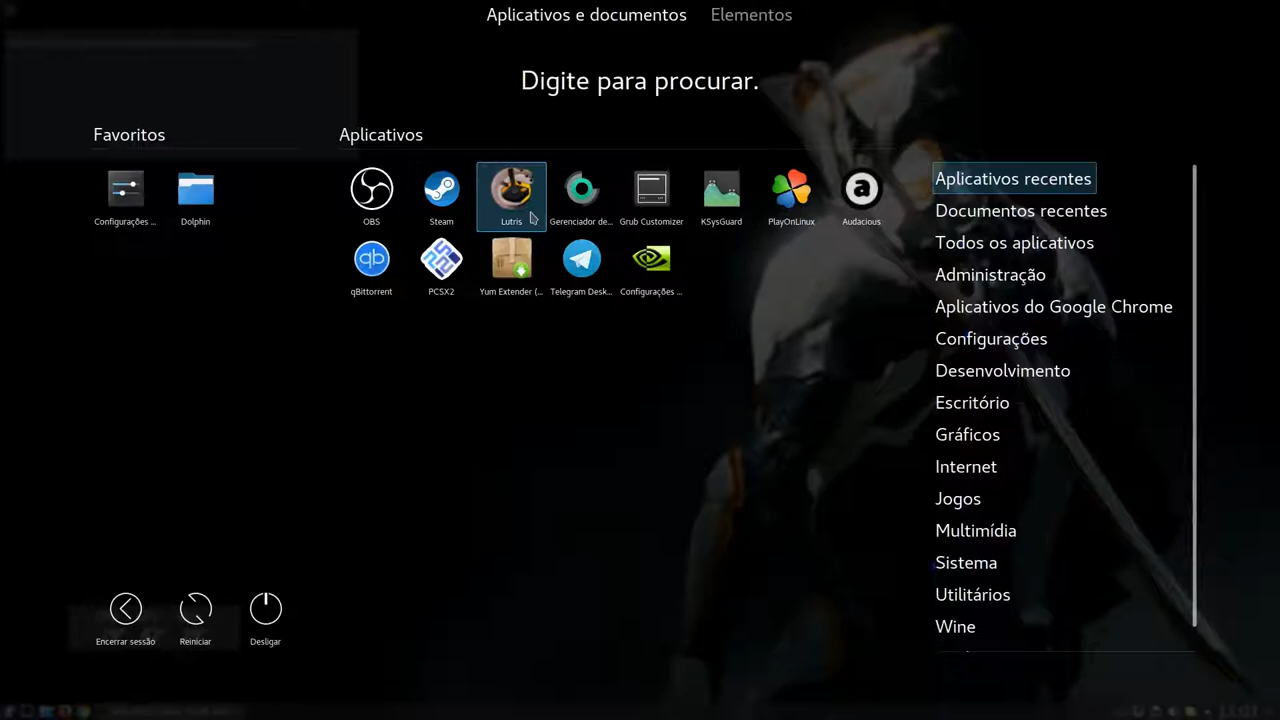 Aplicativos e documentos Elementos
Digite para procurar.
Favoritos
Configurações ...
Dolphin
Aplicativos
OBS
Steam
Lutris
Gerenciador de...
Grub Customizer
KSysGuard
PlayOnLinux
Audacious
qBittorrent
PCSX2
Yum Extender (...
Telegram Desk...
Configurações ...
Aplicativos recentes
Documentos recentes
Todos os aplicativos
Administração
Aplicativos do Google Chrome
Configurações
Desenvolvimento
Escritório
Gráficos
Internet
Jogos
Multimídia
Sistema
Utilitários
Wine
Encerrar sessão
Reiniciar
Desligar